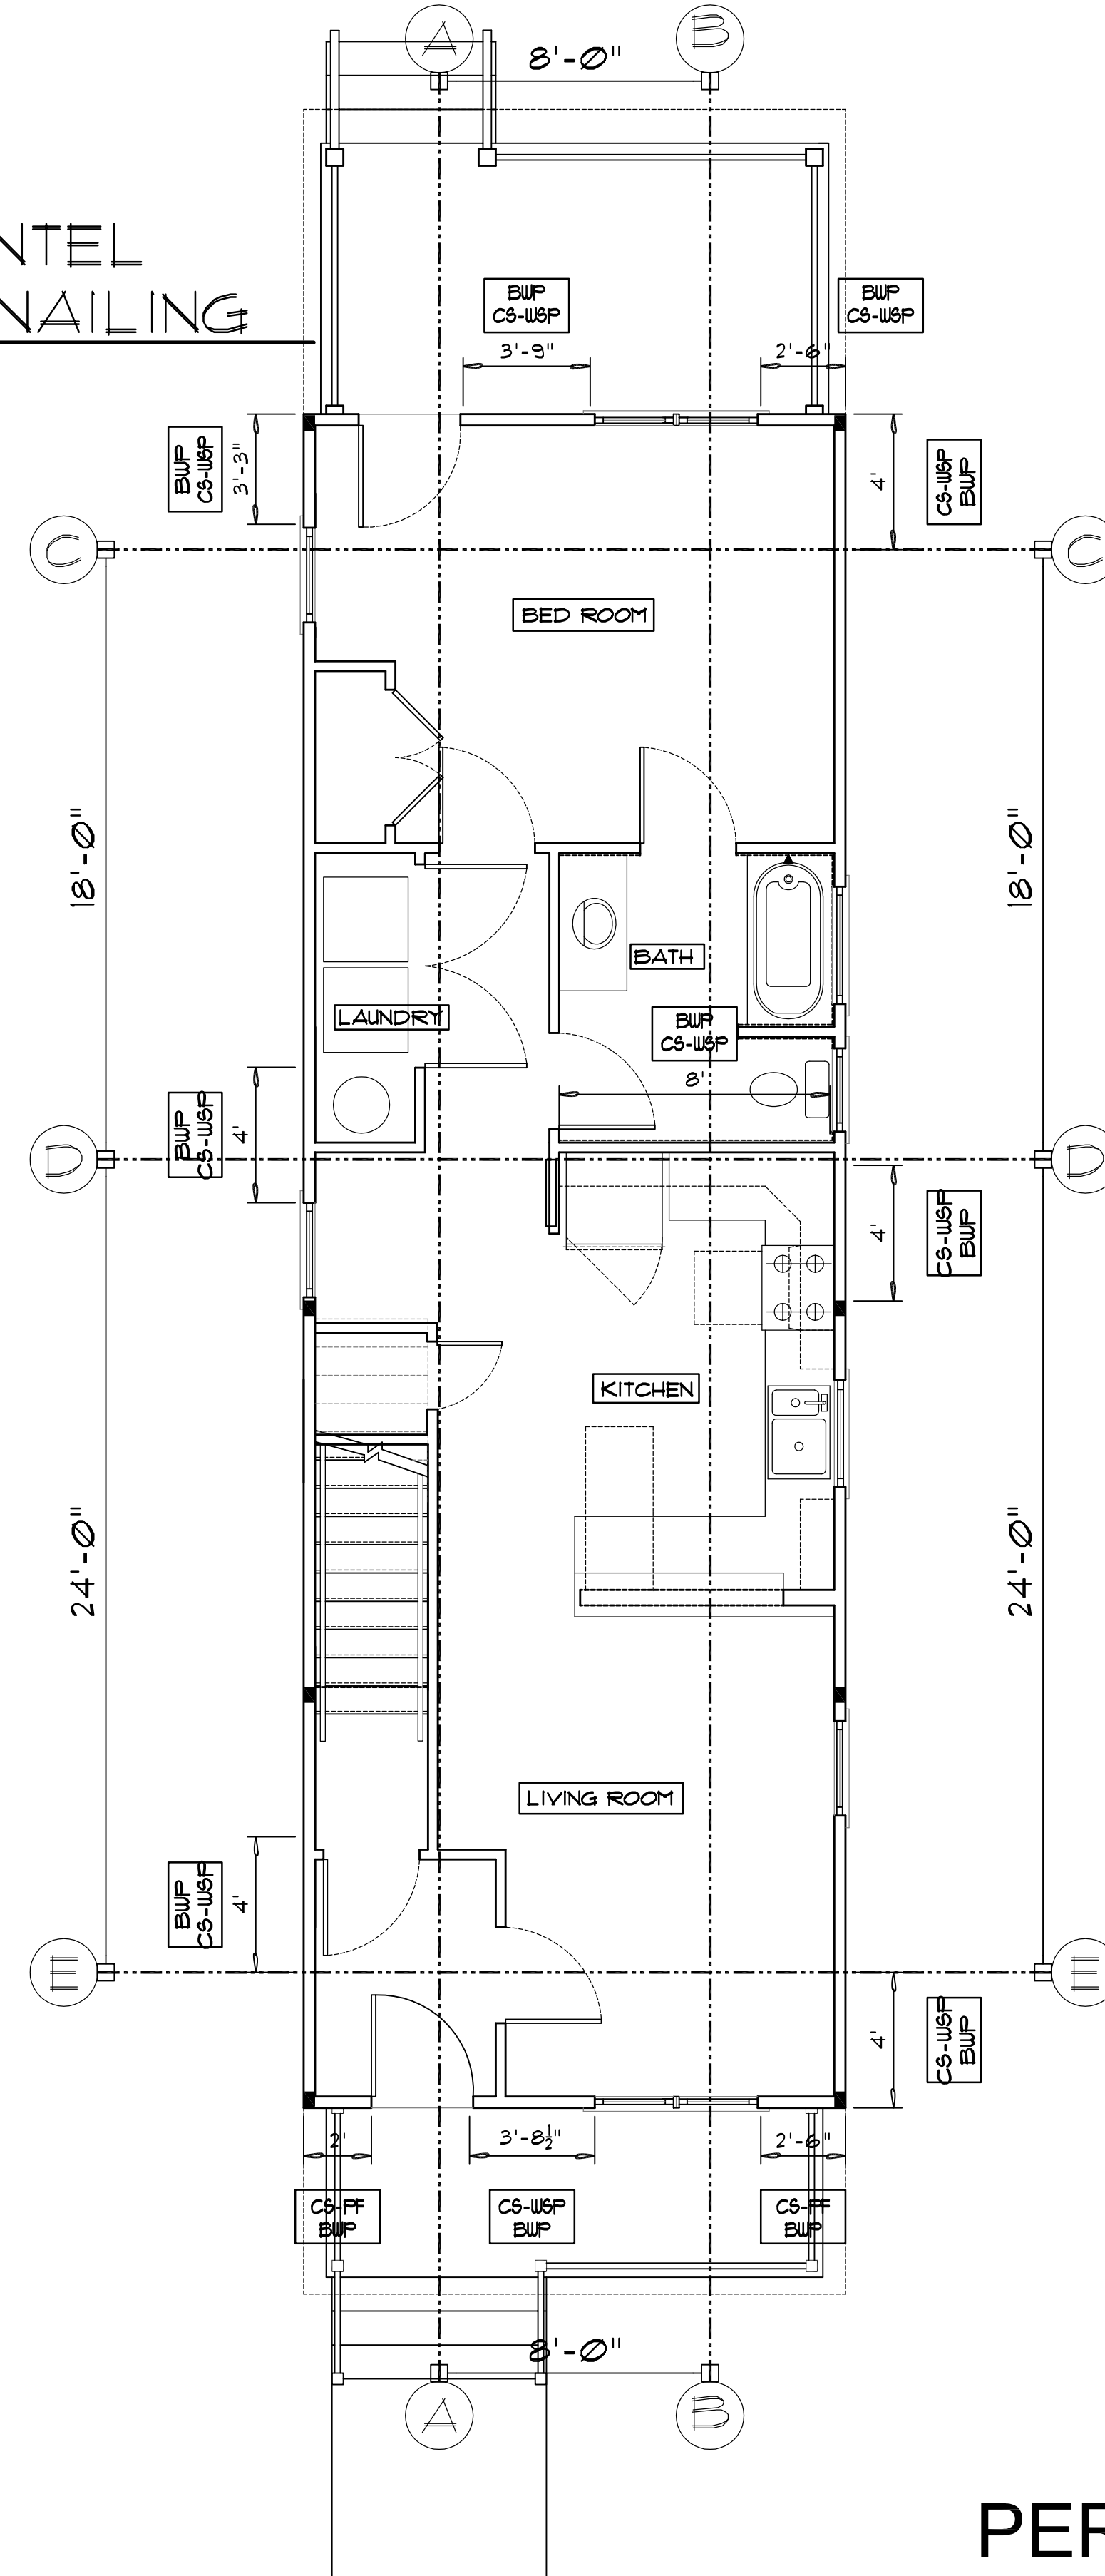 A
B
8'-0"
NTEL
NAILING
BWP
CS-WSP
BWP
CS-WSP
3'-9"
2'-6"
BWP
CS-WSP
3'-3"
4'
CS-WSP
BWP
C
C
BED ROOM
18'-0"
18'-0"
BATH
LAUNDRY
BWP
CS-WSP
8'
BWP
CS-WSP
4'
D
D
4'
CS-WSP
BWP
KITCHEN
24'-0"
24'-0"
LIVING ROOM
BWP
CS-WSP
4'
E
E
4'
CS-WSP
BWP
2'
3'-8½"
2'-6"
CS-PF
BWP
CS-WSP
BWP
CS-PF
BWP
8'-0"
A
B
PER